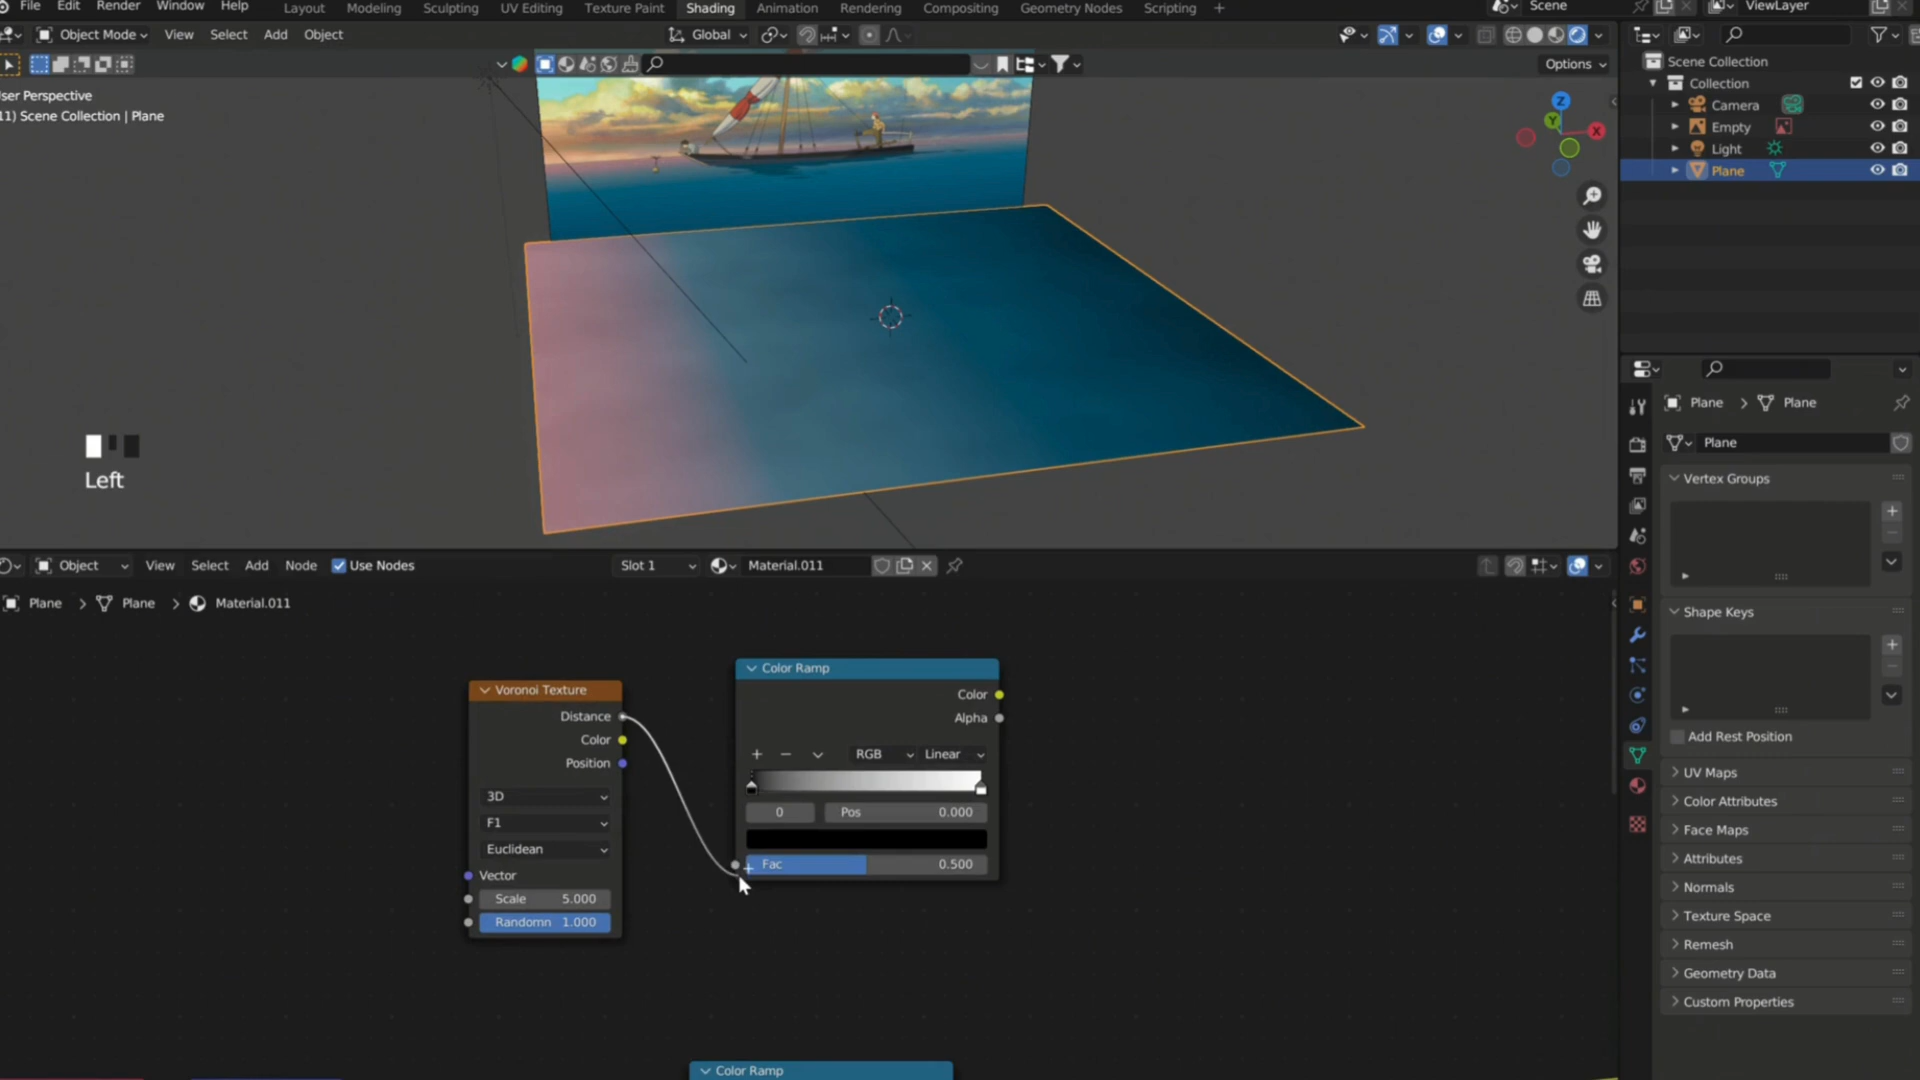 File Edit Render Window Help Layout Modeling Sculpting UV Editing Texture Paint Shading Animation Rendering Compositing Geometry Nodes Scripting + Scene ViewLayer
Object Mode View Select Add Object Global
Options
User Perspective
11) Scene Collection | Plane
Left
Scene Collection
Collection
Camera
Empty
Light
Plane
Plane > Plane
Plane
Vertex Groups
Shape Keys
Add Rest Position
UV Maps
Color Attributes
Face Maps
Attributes
Normals
Texture Space
Remesh
Geometry Data
Custom Properties
Object View Select Add Node Use Nodes Slot 1 Material.011
Plane > Plane > Material.011
Voronoi Texture
Distance
Color
Position
3D
F1
Euclidean
Vector
Scale 5.000
Randomn 1.000
Color Ramp
Color
Alpha
+ − RGB Linear
0 Pos 0.000
Fac 0.500
Color Ramp
X
Y
Z